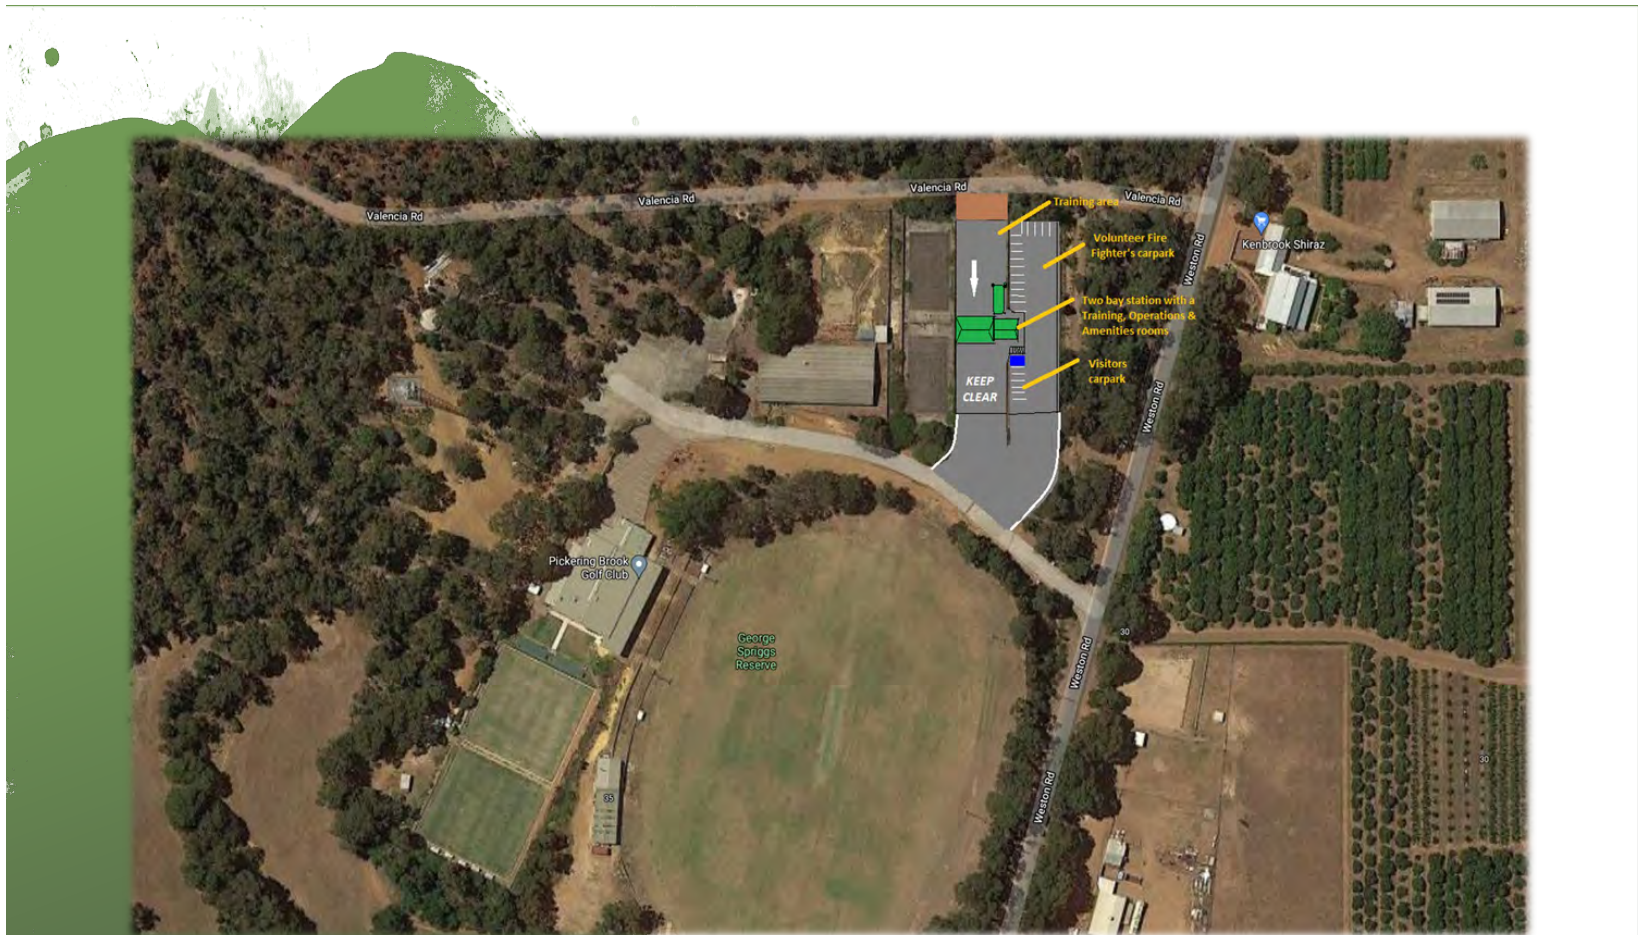 Valencia Rd
Valencia Rd
Valencia Rd
Valencia Rd
Training area
Volunteer Fire
Fighter's carpark
Weston Rd
Kenbrook Shiraz
Two bay station with a
Training, Operations &
Amenities rooms
Visitors
carpark
KEEP
CLEAR
Weston Rd
Pickering Brook
Golf Club
George
Spriggs
Reserve
30
Weston Rd
30
35
Weston Rd